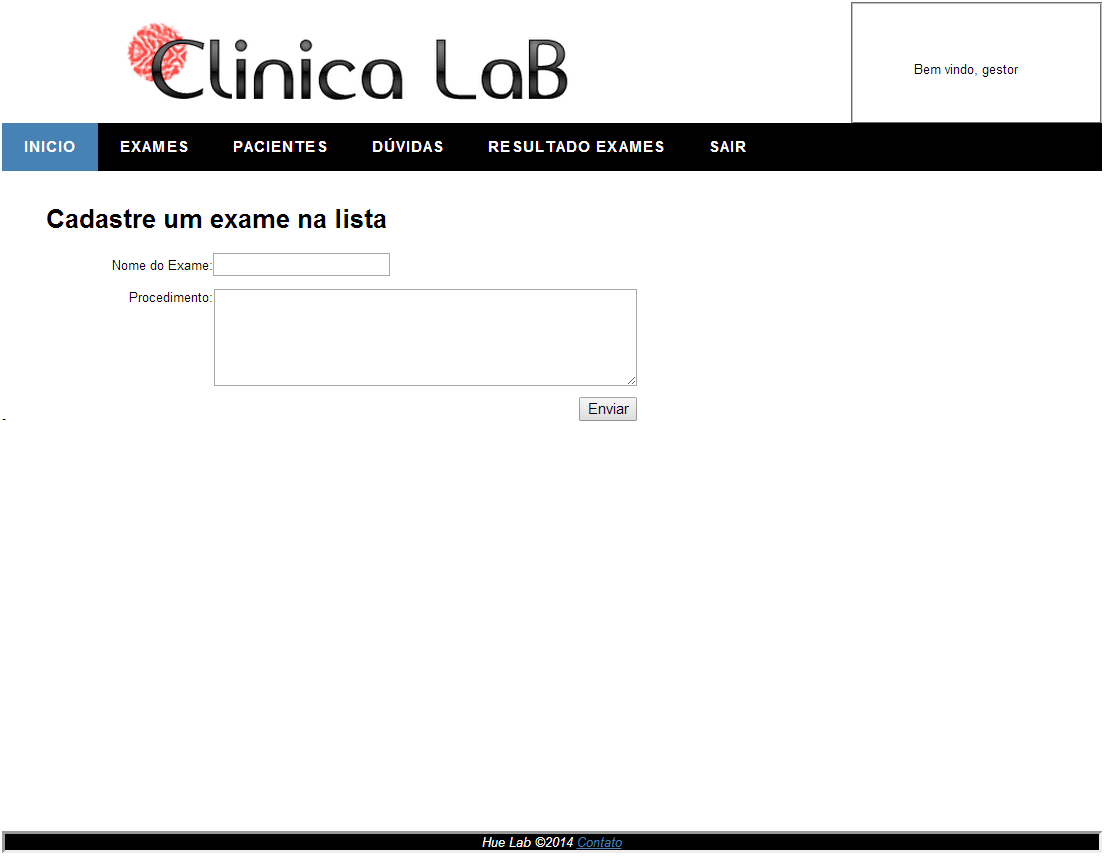 Clinica LaB
Bem vindo, gestor
INICIO EXAMES PACIENTES DÚVIDAS RESULTADO EXAMES SAIR
Cadastre um exame na lista
Nome do Exame:
Procedimento:
Enviar
-
Hue Lab ©2014 Contato